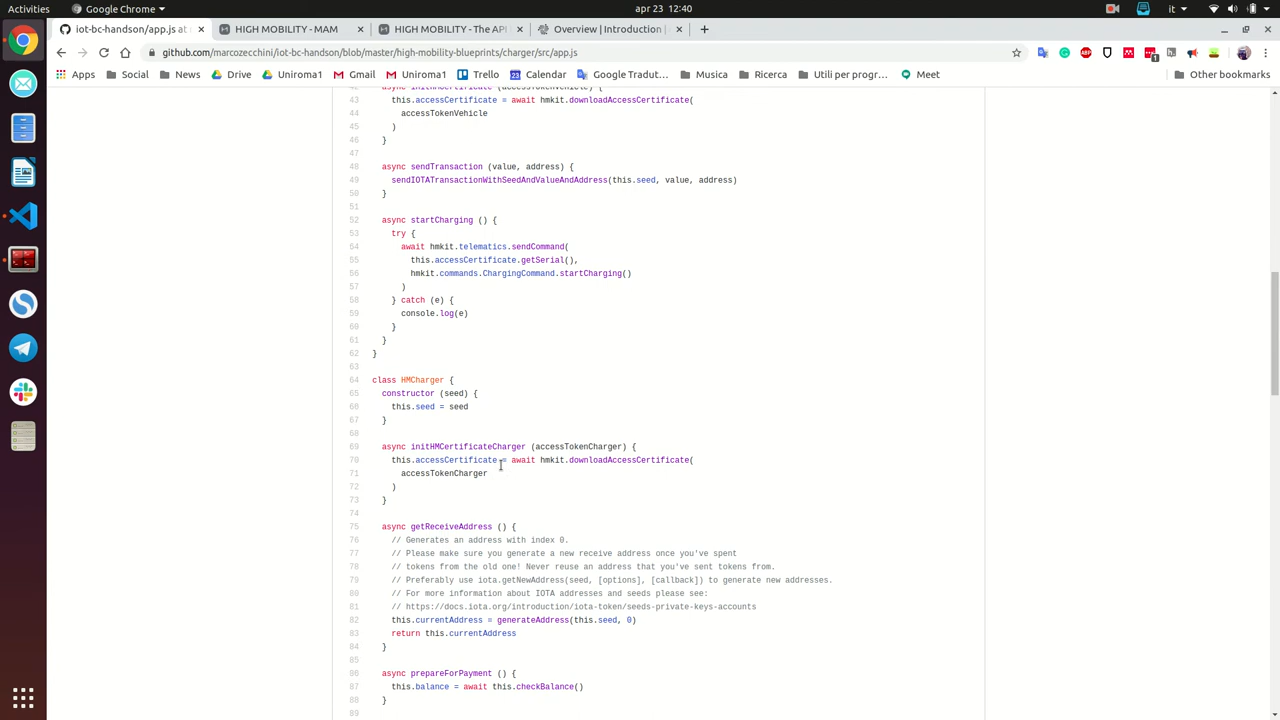 Activities
Google Chrome
apr 23 12:40
it
iot-bc-handson/app.js at
HIGH MOBILITY - MAM
HIGH MOBILITY - The API
Overview | Introduction
github.com/marcozecchini/iot-bc-handson/blob/master/high-mobility-blueprints/charger/src/app.js
1
Apps Social News Drive Uniroma1 Gmail Uniroma1 Trello Calendar Google Tradut... Musica Ricerca Utili per progr... Meet Other bookmarks
42 async initHMCertificate (accessTokenVehicle) {
43 this.accessCertificate = await hmkit.downloadAccessCertificate(
44 accessTokenVehicle
45 )
46 }
47
48 async sendTransaction (value, address) {
49 sendIOTATransactionWithSeedAndValueAndAddress(this.seed, value, address)
50 }
51
52 async startCharging () {
53 try {
54 await hmkit.telematics.sendCommand(
55 this.accessCertificate.getSerial(),
56 hmkit.commands.ChargingCommand.startCharging()
57 )
58 } catch (e) {
59 console.log(e)
60 }
61 }
62 }
63
64 class HMCharger {
65 constructor (seed) {
66 this.seed = seed
67 }
68
69 async initHMCertificateCharger (accessTokenCharger) {
70 this.accessCertificate = await hmkit.downloadAccessCertificate(
71 accessTokenCharger
72 )
73 }
74
75 async getReceiveAddress () {
76 // Generates an address with index 0.
77 // Please make sure you generate a new receive address once you've spent
78 // tokens from the old one! Never reuse an address that you've sent tokens from.
79 // Preferably use iota.getNewAddress(seed, [options], [callback]) to generate new addresses.
80 // For more information about IOTA addresses and seeds please see:
81 // https://docs.iota.org/introduction/iota-token/seeds-private-keys-accounts
82 this.currentAddress = generateAddress(this.seed, 0)
83 return this.currentAddress
84 }
85
86 async prepareForPayment () {
87 this.balance = await this.checkBalance()
88 }
89